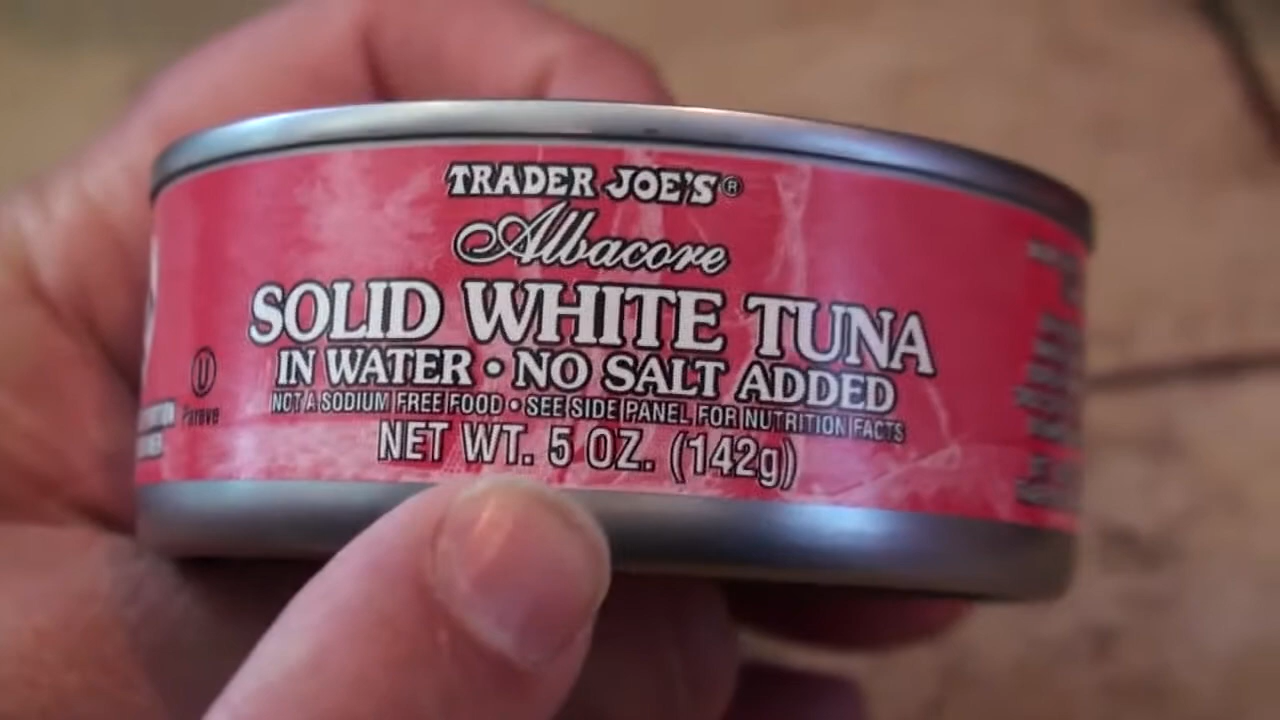 TRADER JOE'S®
Albacore
SOLID WHITE TUNA
IN WATER • NO SALT ADDED
NOT A SODIUM FREE FOOD • SEE SIDE PANEL FOR NUTRITION FACTS
NET WT. 5 OZ. (142g)
U
Parave